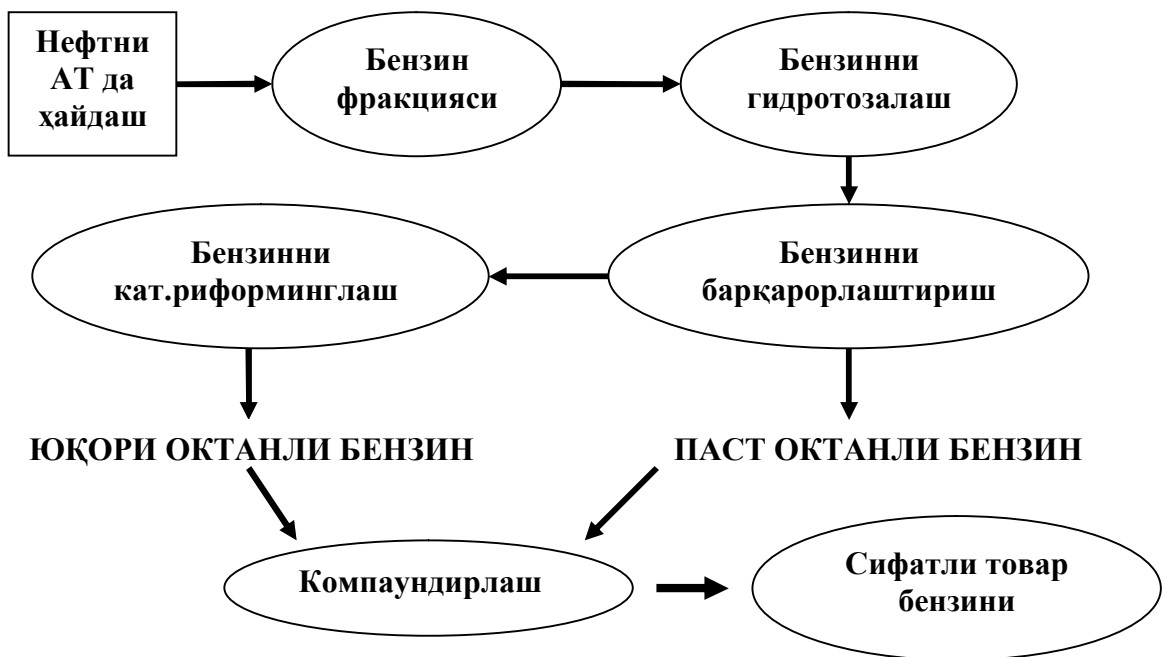 Нефтни
АТ да
ҳайдаш
Бензин
фракцияси
Бензинни
гидротозалаш
Бензинни
кат.риформинглаш
Бензинни
барқарорлаштириш
ЮҚОРИ ОКТАНЛИ БЕНЗИН
ПАСТ ОКТАНЛИ БЕНЗИН
Компаундирлаш
Сифатли товар
бензини